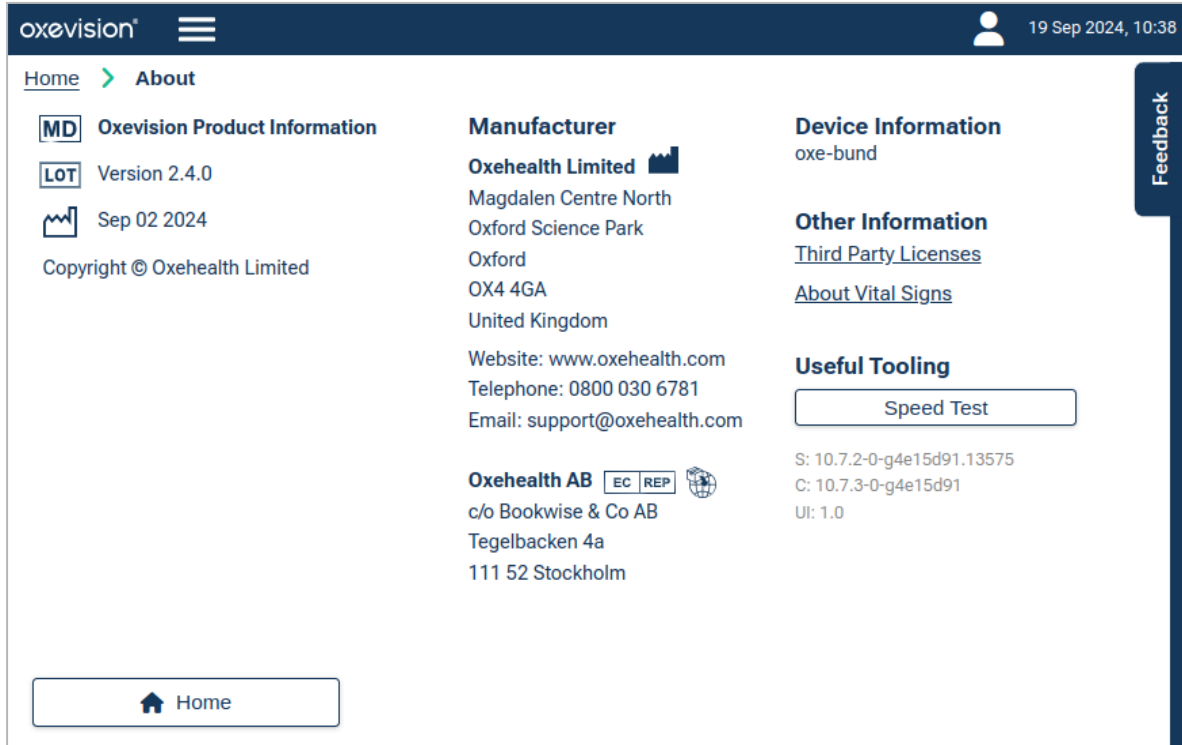 oxevision®
19 Sep 2024, 10:38
Home > About
Feedback
MD Oxevision Product Information
LOT Version 2.4.0
Sep 02 2024
Copyright © Oxehealth Limited
Manufacturer
Oxehealth Limited
Magdalen Centre North
Oxford Science Park
Oxford
OX4 4GA
United Kingdom
Website: www.oxehealth.com
Telephone: 0800 030 6781
Email: support@oxehealth.com
Oxehealth AB EC REP
c/o Bookwise & Co AB
Tegelbacken 4a
111 52 Stockholm
Device Information
oxe-bund
Other Information
Third Party Licenses
About Vital Signs
Useful Tooling
Speed Test
S: 10.7.2-0-g4e15d91.13575
C: 10.7.3-0-g4e15d91
UI: 1.0
Home